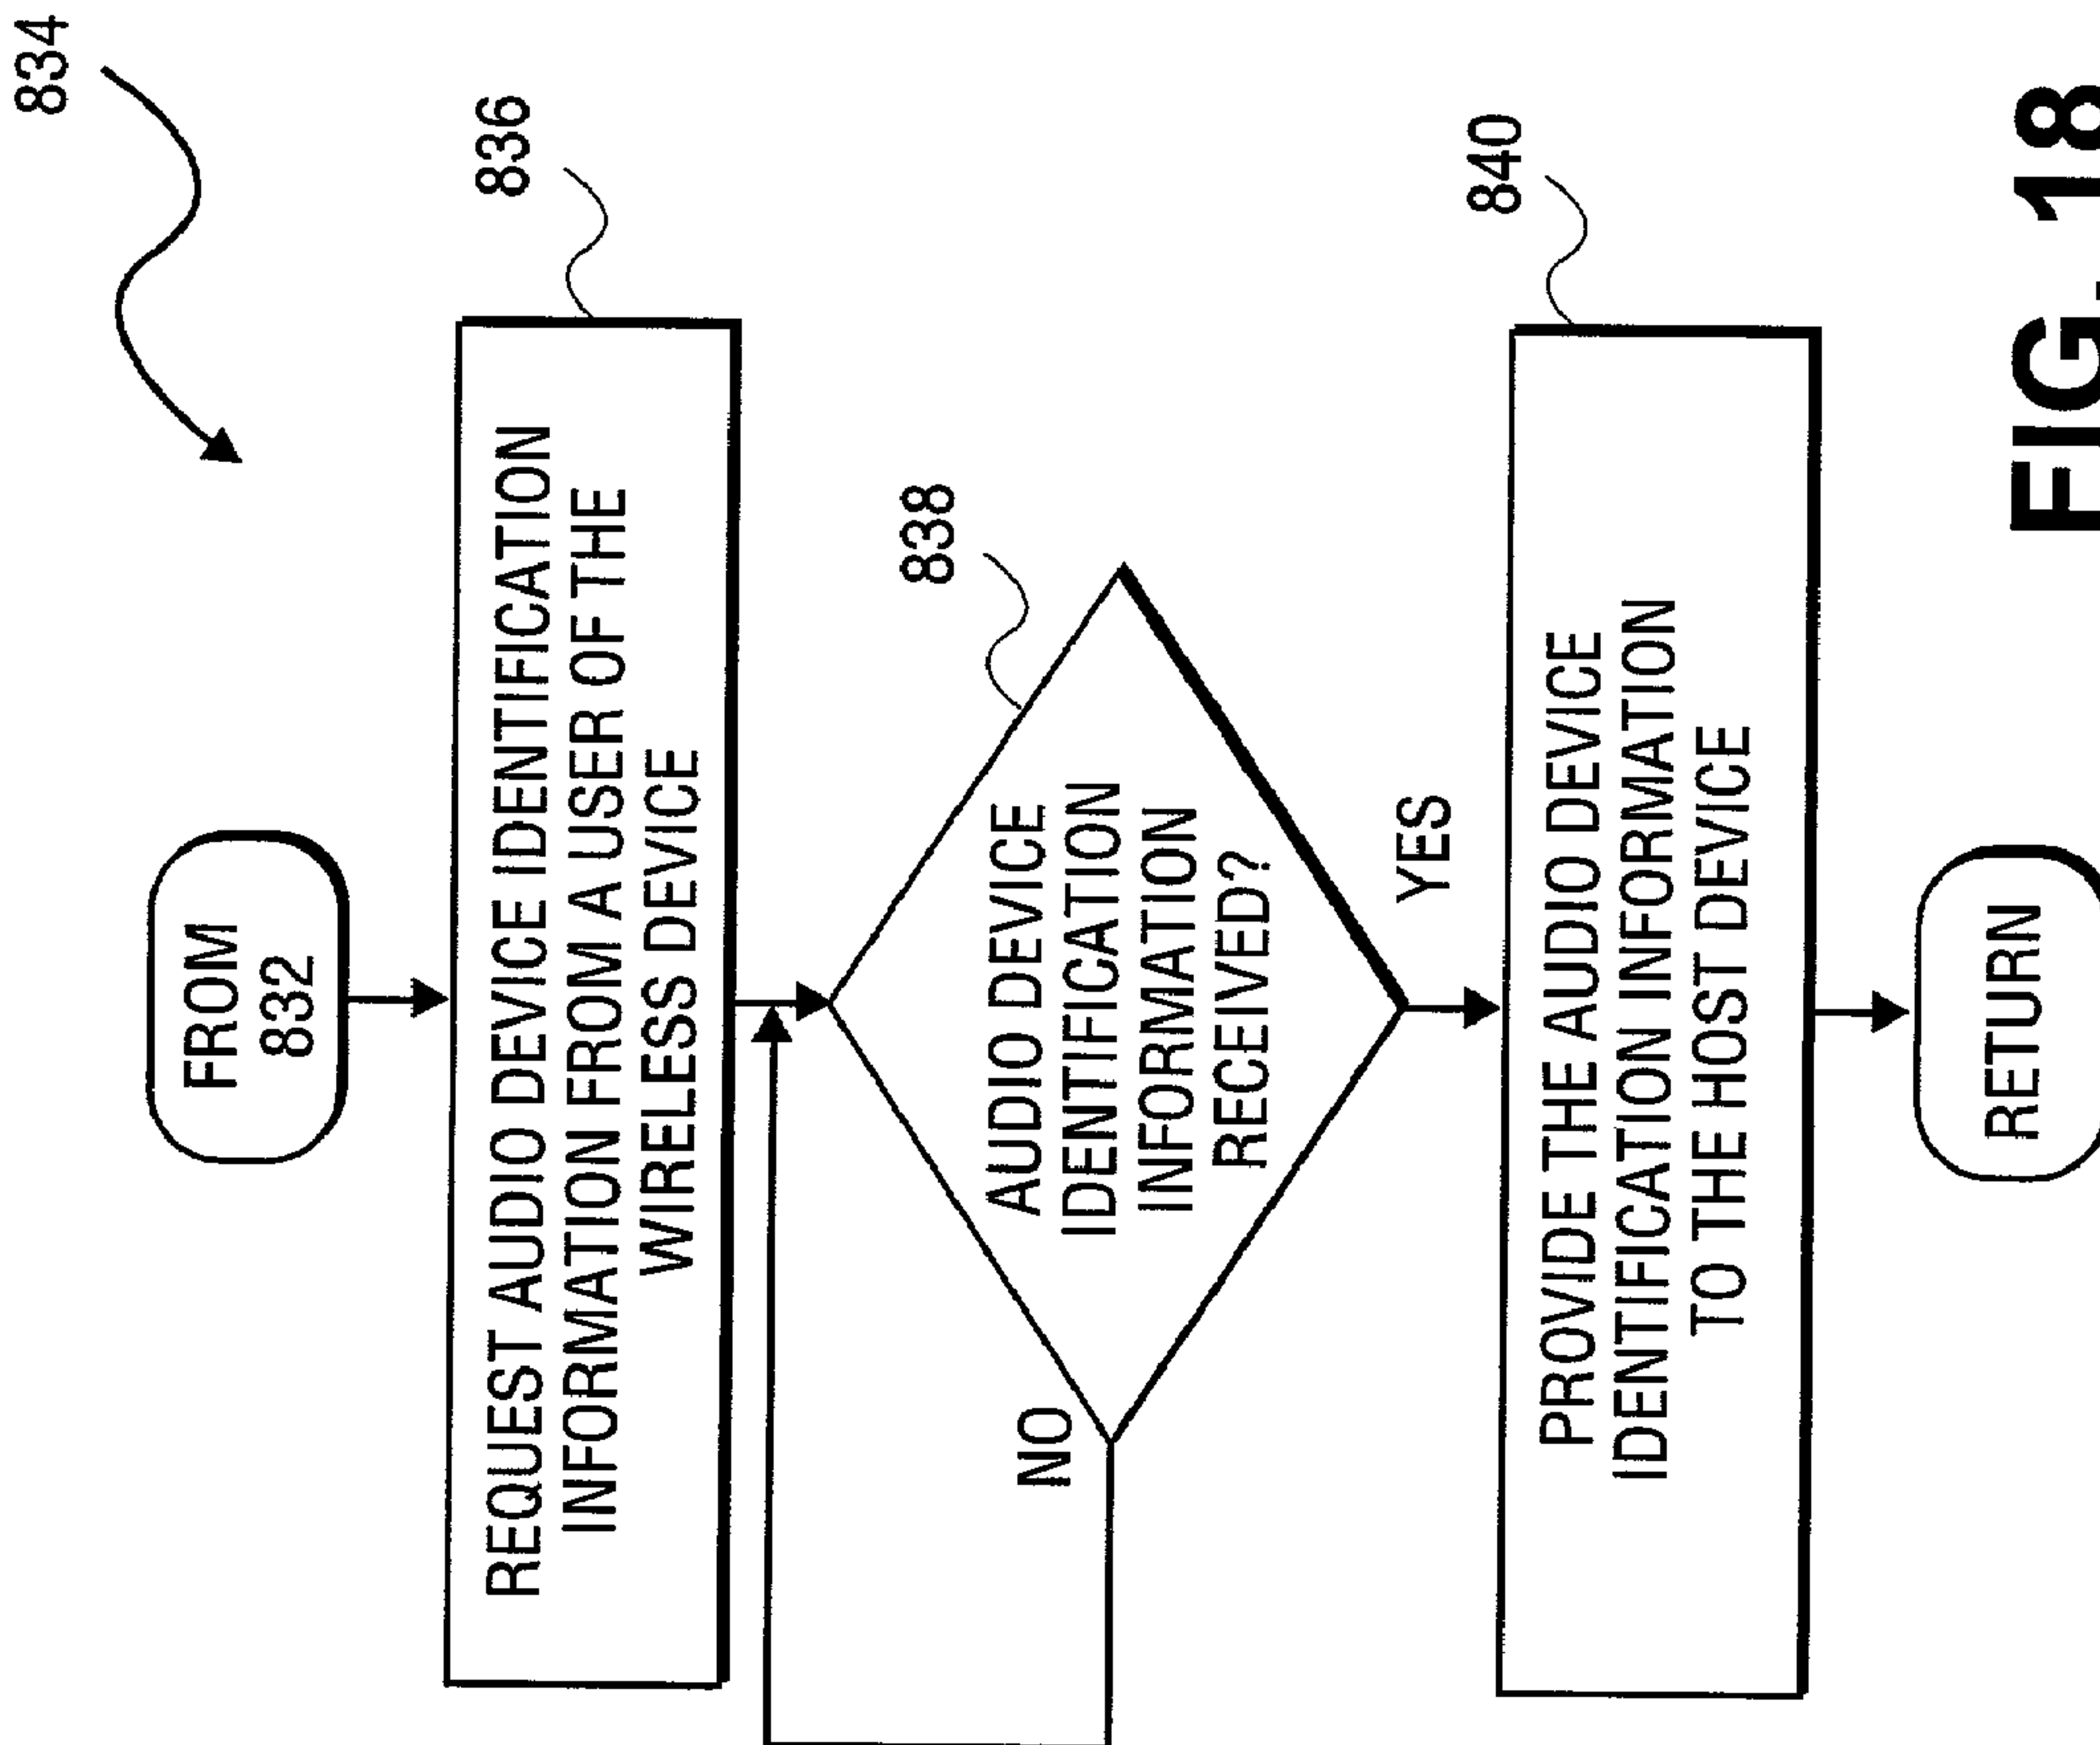 834
FROM
832
836
REQUEST AUDIO DEVICE IDENTIFICATION
INFORMATION FROM A USER OF THE
WIRELESS DEVICE
838
AUDIO DEVICE
IDENTIFICATION
INFORMATION
RECEIVED?
NO
YES
840
PROVIDE THE AUDIO DEVICE
IDENTIFICATION INFORMATION
TO THE HOST DEVICE
RETURN
FIG. 18